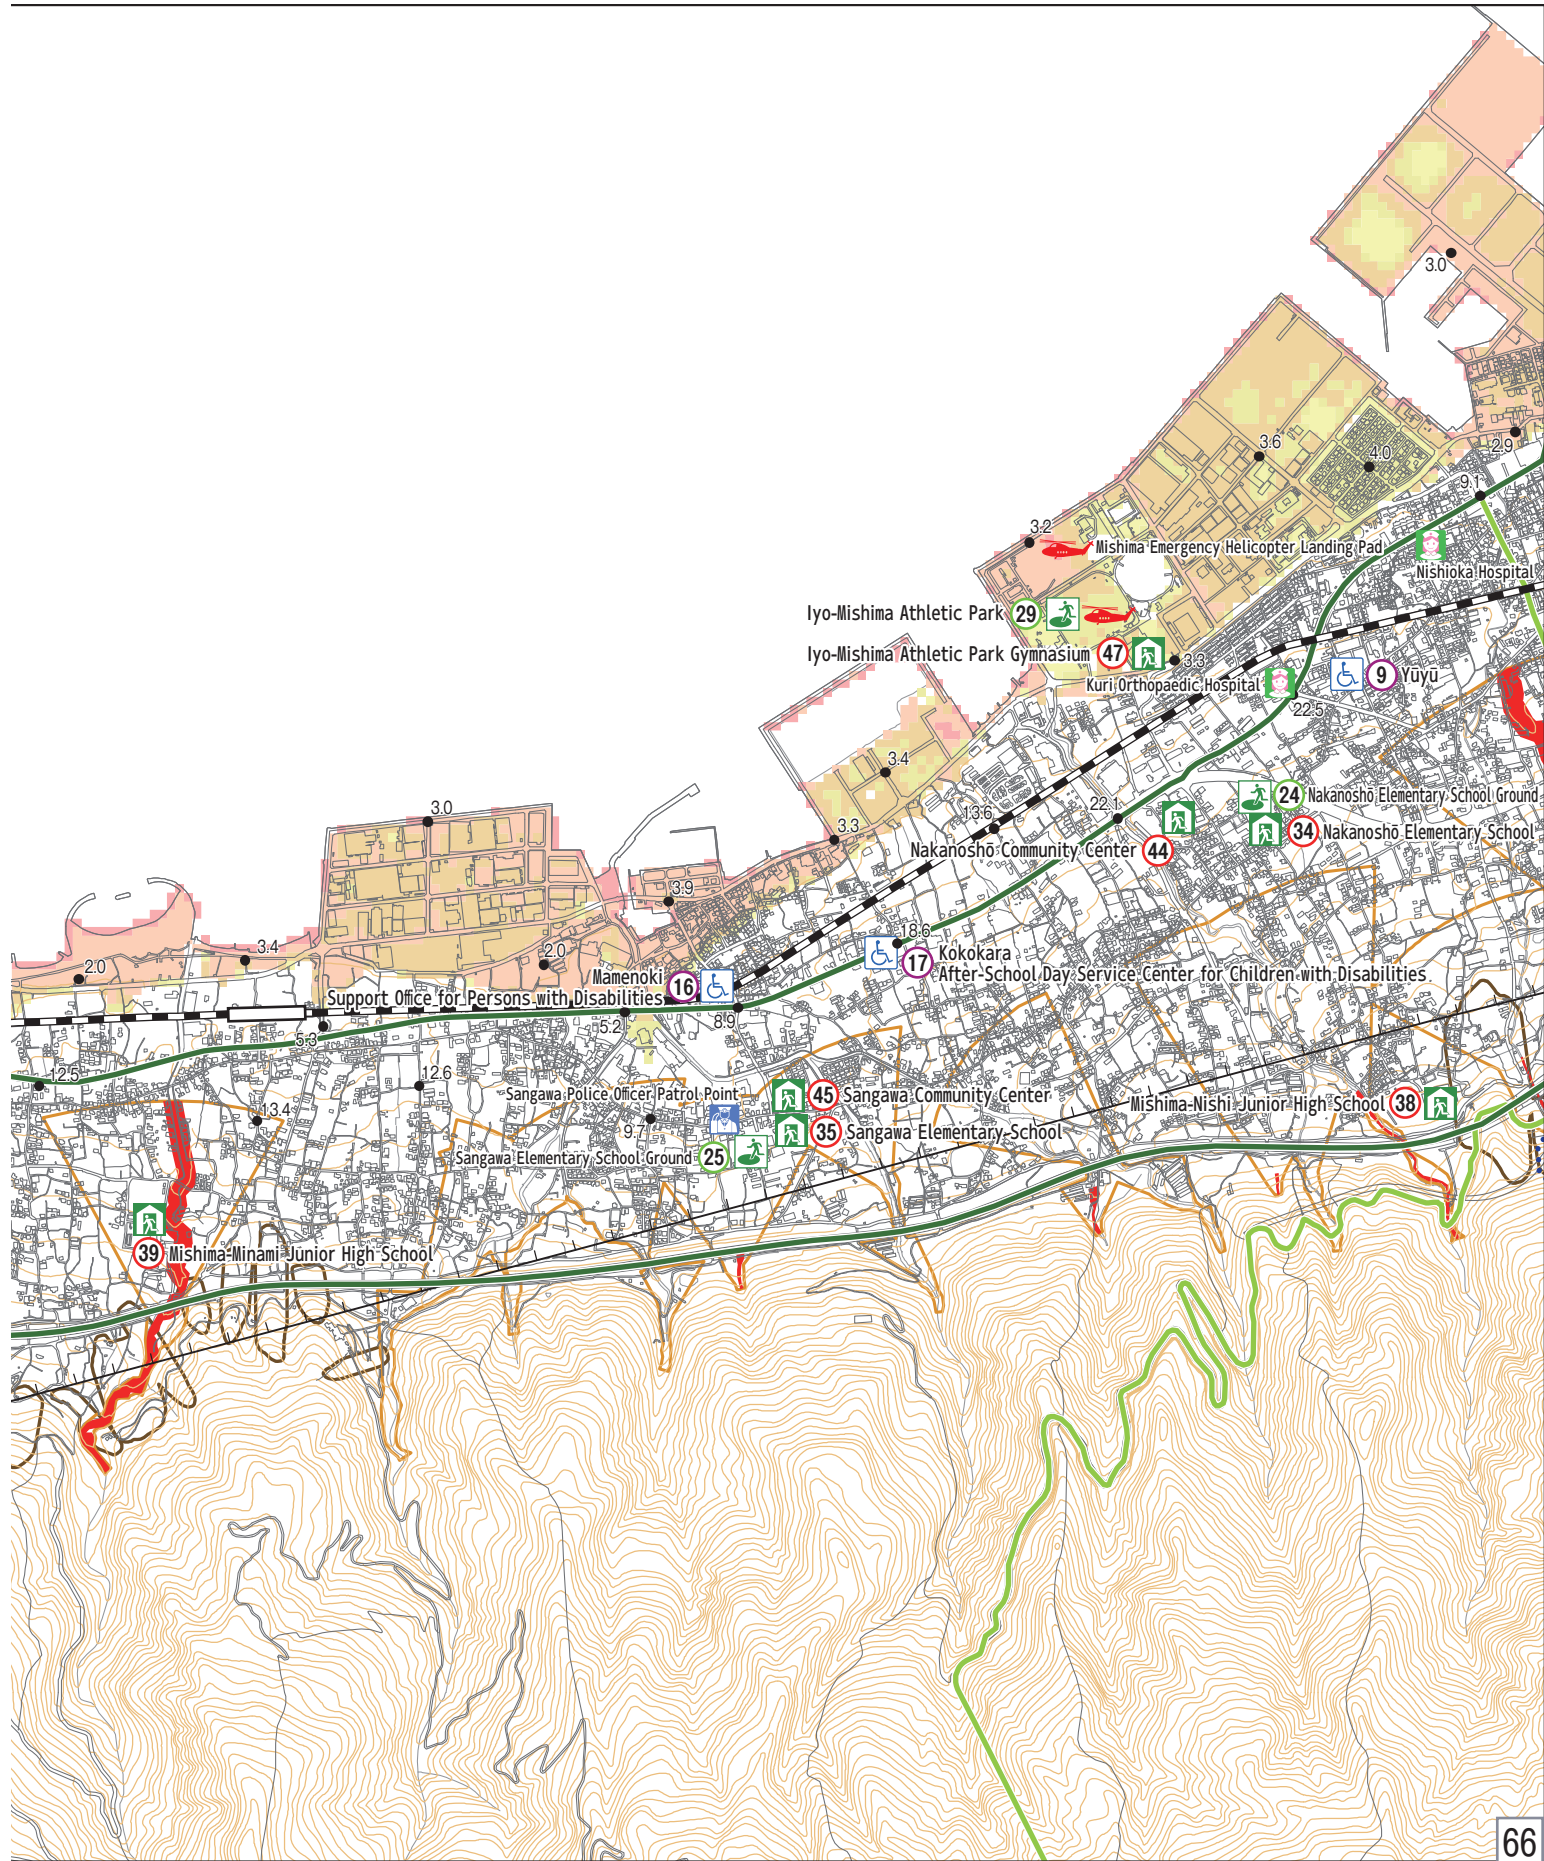 3.0
3.6
4.0
2.9
9.1
3.2
Mishima Emergency Helicopter Landing Pad
Nishioka Hospital
Iyo-Mishima Athletic Park 29
Iyo-Mishima Athletic Park Gymnasium 47
3.3
Kuri Orthopaedic Hospital
9 Yūyū
22.5
3.4
24 Nakanoshō Elementary School Ground
3.0
22.1
13.6
3.3
34 Nakanoshō Elementary School
Nakanoshō Community Center 44
3.9
18.6
17 Kokokara
After-School Day Service Center for Children with Disabilities
3.4
2.0
2.0
Mamenoki
Support Office for Persons with Disabilities 16
5.2
8.9
5.3
12.5
12.6
Sangawa Police Officer Patrol Point
45 Sangawa Community Center
Mishima-Nishi Junior High School 38
13.4
9.7
35 Sangawa Elementary School
Sangawa Elementary School Ground 25
39 Mishima-Minami Junior High School
66